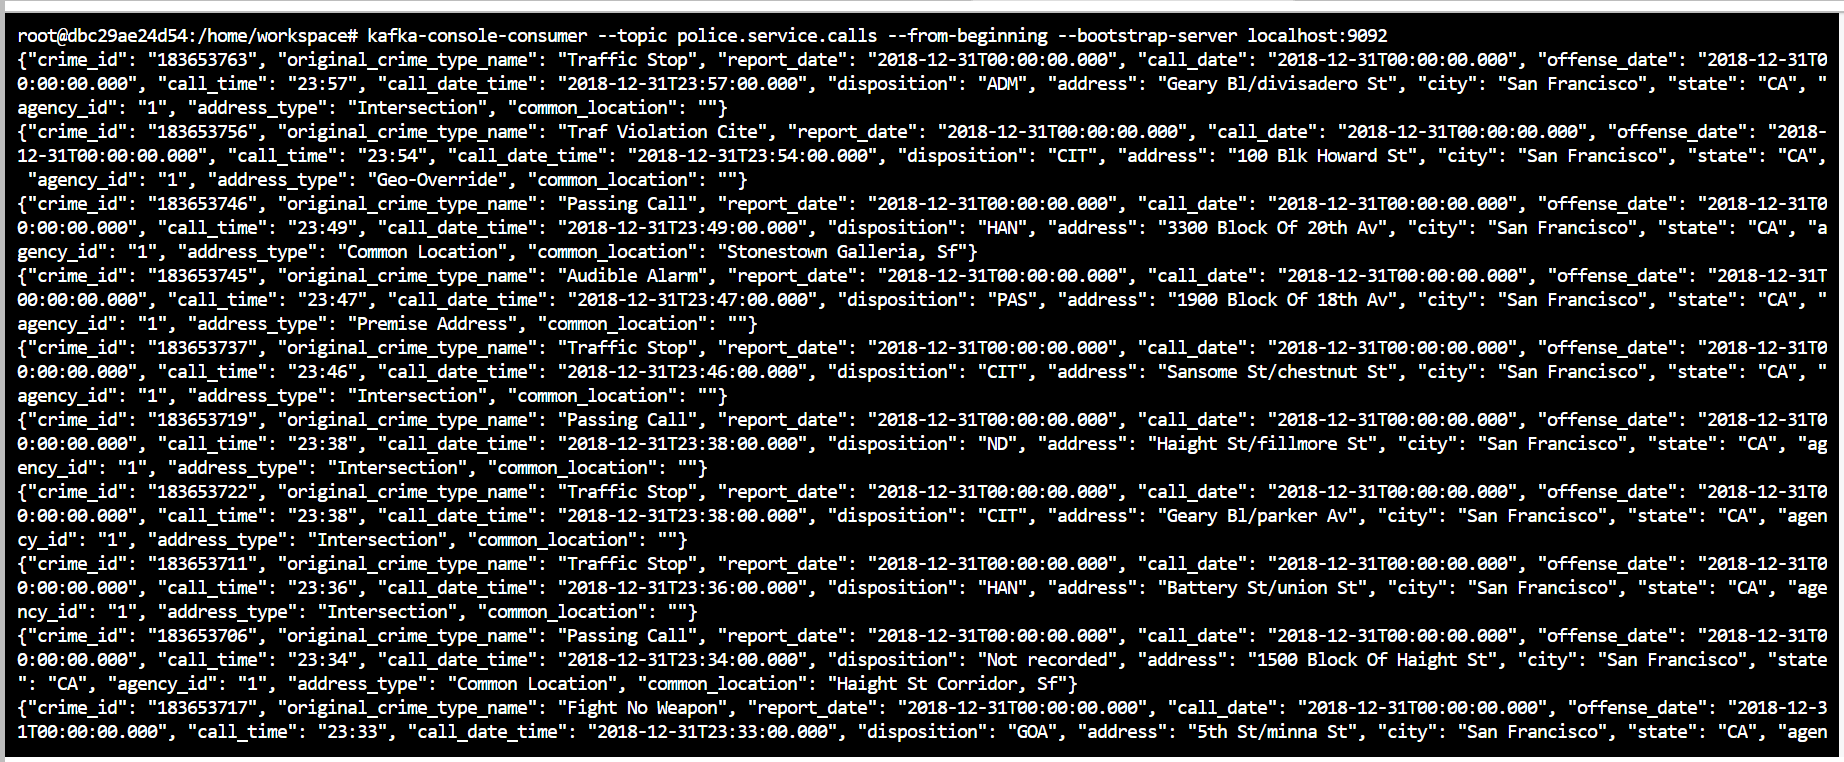 root@dbc29ae24d54:/home/workspace# kafka-console-consumer --topic police.service.calls --from-beginning --bootstrap-server localhost:9092
{"crime_id": "183653763", "original_crime_type_name": "Traffic Stop", "report_date": "2018-12-31T00:00:00.000", "call_date": "2018-12-31T00:00:00.000", "offense_date": "2018-12-31T0
0:00:00.000", "call_time": "23:57", "call_date_time": "2018-12-31T23:57:00.000", "disposition": "ADM", "address": "Geary Bl/divisadero St", "city": "San Francisco", "state": "CA", "
agency_id": "1", "address_type": "Intersection", "common_location": ""}
{"crime_id": "183653756", "original_crime_type_name": "Traf Violation Cite", "report_date": "2018-12-31T00:00:00.000", "call_date": "2018-12-31T00:00:00.000", "offense_date": "2018-
12-31T00:00:00.000", "call_time": "23:54", "call_date_time": "2018-12-31T23:54:00.000", "disposition": "CIT", "address": "100 Blk Howard St", "city": "San Francisco", "state": "CA",
 "agency_id": "1", "address_type": "Geo-Override", "common_location": ""}
{"crime_id": "183653746", "original_crime_type_name": "Passing Call", "report_date": "2018-12-31T00:00:00.000", "call_date": "2018-12-31T00:00:00.000", "offense_date": "2018-12-31T0
0:00:00.000", "call_time": "23:49", "call_date_time": "2018-12-31T23:49:00.000", "disposition": "HAN", "address": "3300 Block Of 20th Av", "city": "San Francisco", "state": "CA", "a
gency_id": "1", "address_type": "Common Location", "common_location": "Stonestown Galleria, Sf"}
{"crime_id": "183653745", "original_crime_type_name": "Audible Alarm", "report_date": "2018-12-31T00:00:00.000", "call_date": "2018-12-31T00:00:00.000", "offense_date": "2018-12-31T
00:00:00.000", "call_time": "23:47", "call_date_time": "2018-12-31T23:47:00.000", "disposition": "PAS", "address": "1900 Block Of 18th Av", "city": "San Francisco", "state": "CA", "
agency_id": "1", "address_type": "Premise Address", "common_location": ""}
{"crime_id": "183653737", "original_crime_type_name": "Traffic Stop", "report_date": "2018-12-31T00:00:00.000", "call_date": "2018-12-31T00:00:00.000", "offense_date": "2018-12-31T0
0:00:00.000", "call_time": "23:46", "call_date_time": "2018-12-31T23:46:00.000", "disposition": "CIT", "address": "Sansome St/chestnut St", "city": "San Francisco", "state": "CA", "
agency_id": "1", "address_type": "Intersection", "common_location": ""}
{"crime_id": "183653719", "original_crime_type_name": "Passing Call", "report_date": "2018-12-31T00:00:00.000", "call_date": "2018-12-31T00:00:00.000", "offense_date": "2018-12-31T0
0:00:00.000", "call_time": "23:38", "call_date_time": "2018-12-31T23:38:00.000", "disposition": "ND", "address": "Haight St/fillmore St", "city": "San Francisco", "state": "CA", "ag
ency_id": "1", "address_type": "Intersection", "common_location": ""}
{"crime_id": "183653722", "original_crime_type_name": "Traffic Stop", "report_date": "2018-12-31T00:00:00.000", "call_date": "2018-12-31T00:00:00.000", "offense_date": "2018-12-31T0
0:00:00.000", "call_time": "23:38", "call_date_time": "2018-12-31T23:38:00.000", "disposition": "CIT", "address": "Geary Bl/parker Av", "city": "San Francisco", "state": "CA", "agen
cy_id": "1", "address_type": "Intersection", "common_location": ""}
{"crime_id": "183653711", "original_crime_type_name": "Traffic Stop", "report_date": "2018-12-31T00:00:00.000", "call_date": "2018-12-31T00:00:00.000", "offense_date": "2018-12-31T0
0:00:00.000", "call_time": "23:36", "call_date_time": "2018-12-31T23:36:00.000", "disposition": "HAN", "address": "Battery St/union St", "city": "San Francisco", "state": "CA", "age
ncy_id": "1", "address_type": "Intersection", "common_location": ""}
{"crime_id": "183653706", "original_crime_type_name": "Passing Call", "report_date": "2018-12-31T00:00:00.000", "call_date": "2018-12-31T00:00:00.000", "offense_date": "2018-12-31T0
0:00:00.000", "call_time": "23:34", "call_date_time": "2018-12-31T23:34:00.000", "disposition": "Not recorded", "address": "1500 Block Of Haight St", "city": "San Francisco", "state
": "CA", "agency_id": "1", "address_type": "Common Location", "common_location": "Haight St Corridor, Sf"}
{"crime_id": "183653717", "original_crime_type_name": "Fight No Weapon", "report_date": "2018-12-31T00:00:00.000", "call_date": "2018-12-31T00:00:00.000", "offense_date": "2018-12-3
1T00:00:00.000", "call_time": "23:33", "call_date_time": "2018-12-31T23:33:00.000", "disposition": "GOA", "address": "5th St/minna St", "city": "San Francisco", "state": "CA", "agen